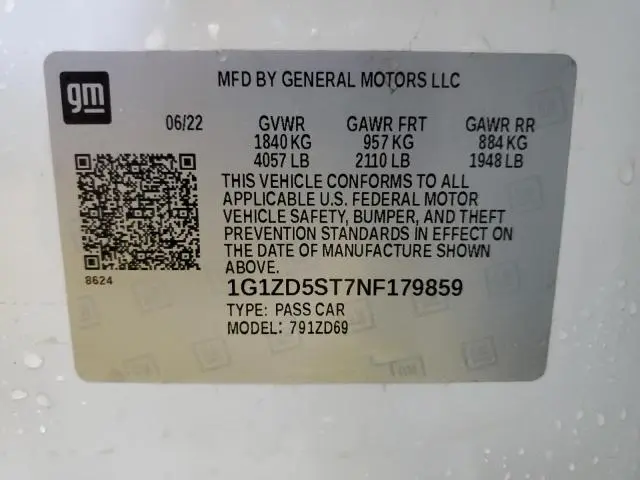 gm
MFD BY GENERAL MOTORS LLC
06/22 GVWR GAWR FRT GAWR RR
1840 KG 957 KG 884 KG
4057 LB 2110 LB 1948 LB
THIS VEHICLE CONFORMS TO ALL
APPLICABLE U.S. FEDERAL MOTOR
VEHICLE SAFETY, BUMPER, AND THEFT
PREVENTION STANDARDS IN EFFECT ON
THE DATE OF MANUFACTURE SHOWN
ABOVE.
8624
1G1ZD5ST7NF179859
TYPE: PASS CAR
MODEL: 791ZD69